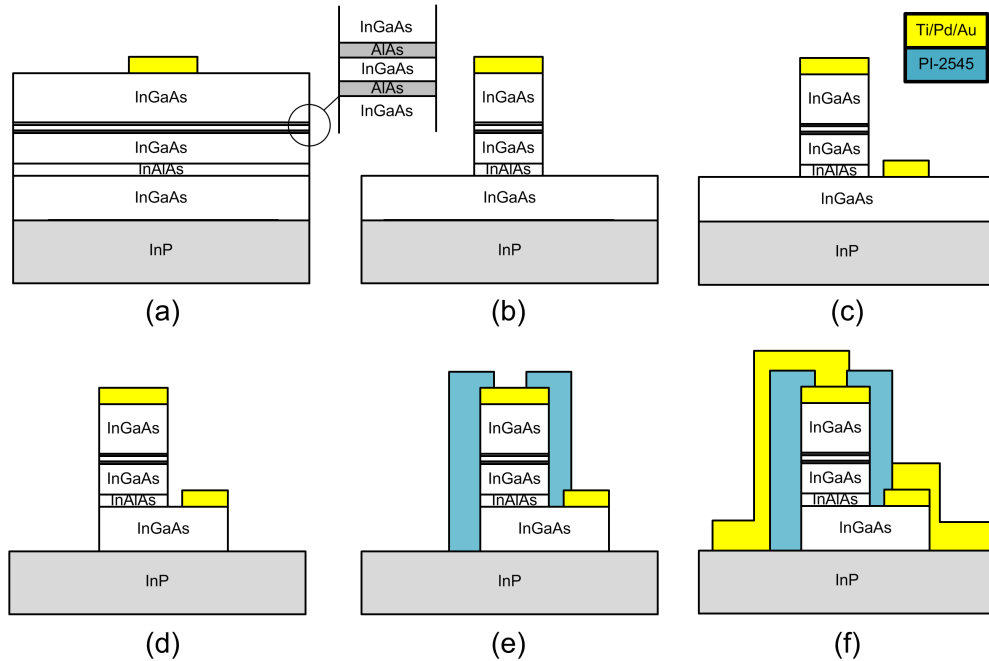 InGaAs
AlAs
InGaAs
AlAs
InGaAs
InGaAs
InGaAs
InAlAs
InGaAs
InP
(a)
InGaAs
InGaAs
InAlAs
InGaAs
InP
(b)
Ti/Pd/Au
PI-2545
InGaAs
InGaAs
InAlAs
InGaAs
InP
(c)
InGaAs
InGaAs
InAlAs
InGaAs
InP
(d)
InGaAs
InGaAs
InAlAs
InGaAs
InP
(e)
InGaAs
InGaAs
InAlAs
InGaAs
InP
(f)